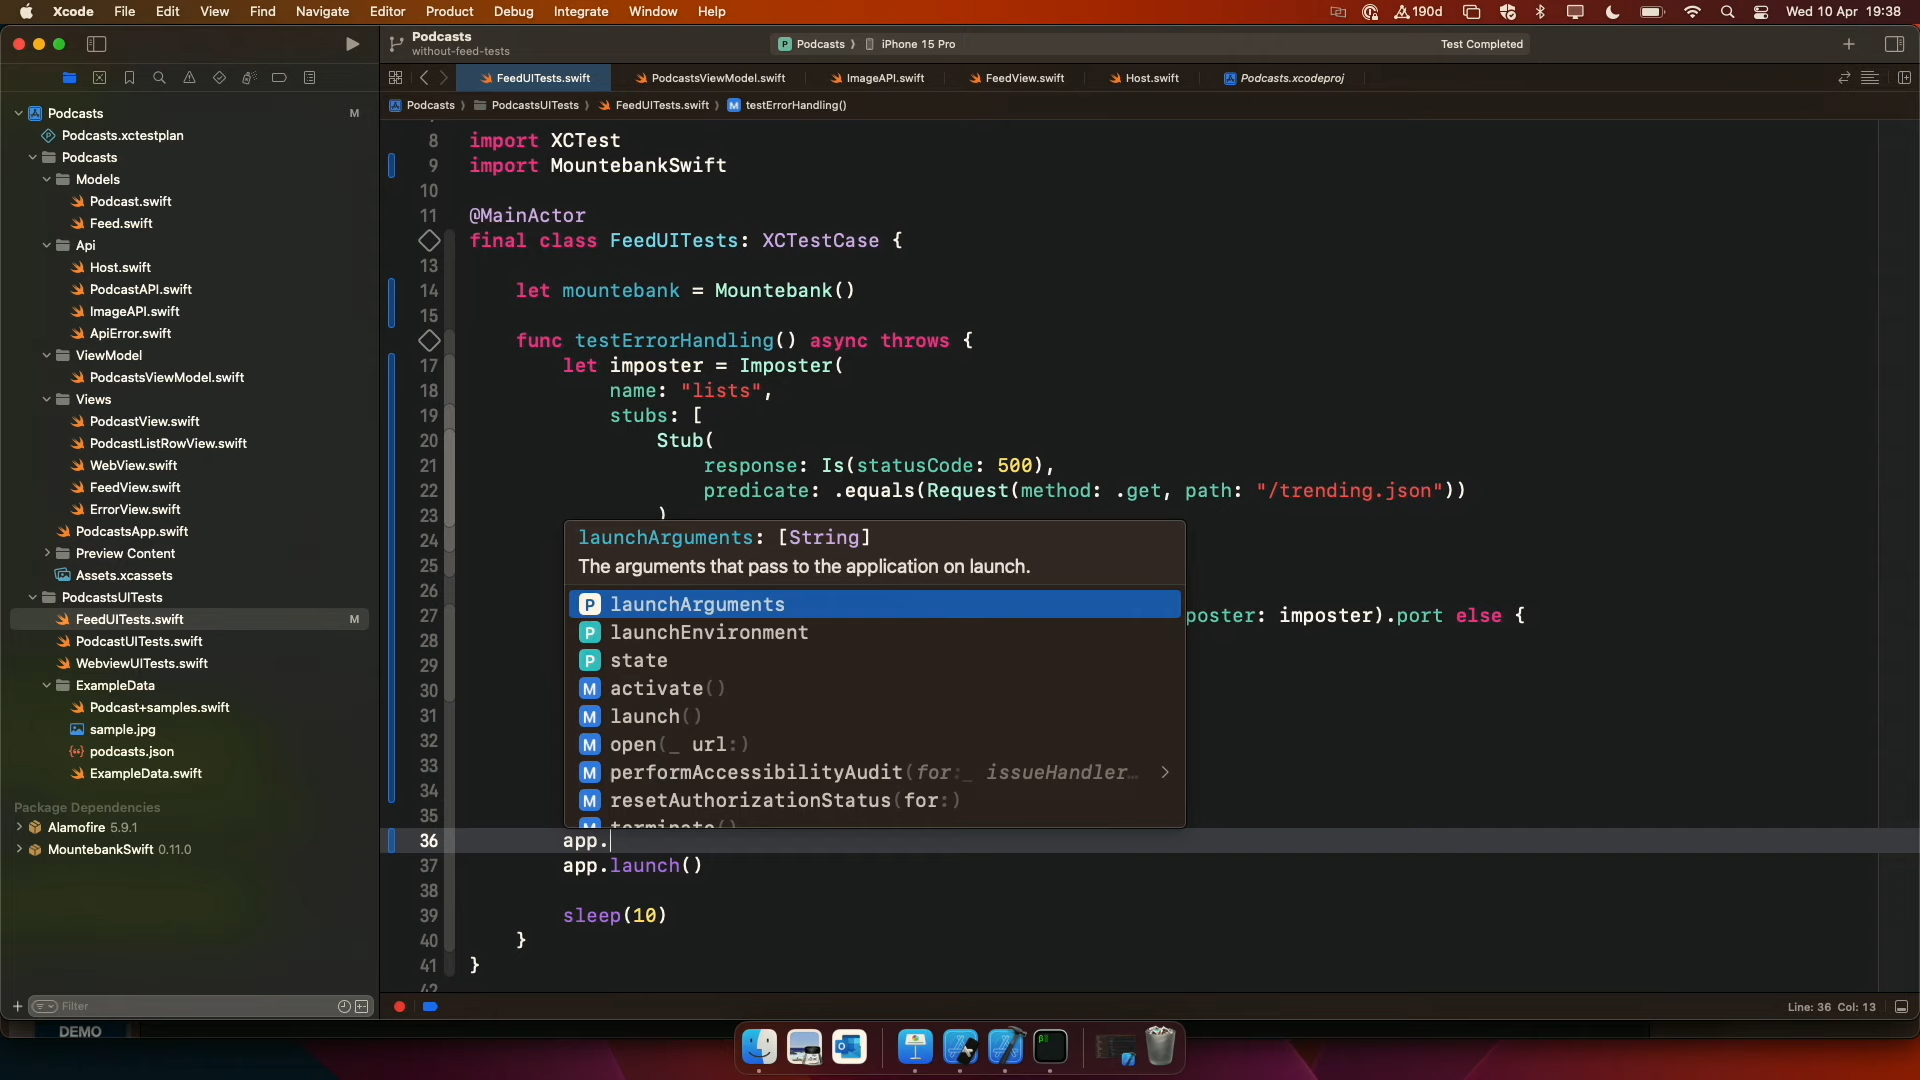 Xcode File Edit View Find Navigate Editor Product Debug Integrate Window Help 190d Wed 10 Apr 19:38
Podcasts
without-feed-tests
Podcasts iPhone 15 Pro Test Completed
FeedUITests.swift PodcastsViewModel.swift ImageAPI.swift FeedView.swift Host.swift Podcasts.xcodeproj
Podcasts PodcastsUITests FeedUITests.swift M testErrorHandling()
Podcasts M
Podcasts.xctestplan
Podcasts
Models
Podcast.swift
Feed.swift
Api
Host.swift
PodcastAPI.swift
ImageAPI.swift
ApiError.swift
ViewModel
PodcastsViewModel.swift
Views
PodcastView.swift
PodcastListRowView.swift
WebView.swift
FeedView.swift
ErrorView.swift
PodcastsApp.swift
Preview Content
Assets.xcassets
PodcastsUITests
FeedUITests.swift M
PodcastUITests.swift
WebviewUITests.swift
ExampleData
Podcast+samples.swift
sample.jpg
podcasts.json
ExampleData.swift
Package Dependencies
Alamofire 5.9.1
MountebankSwift 0.11.0
Filter
DEMO
8 import XCTest
9 import MountebankSwift
10
11 @MainActor
final class FeedUITests: XCTestCase {
13
14 let mountebank = Mountebank()
15
func testErrorHandling() async throws {
17 let imposter = Imposter(
18 name: "lists",
19 stubs: [
20 Stub(
21 response: Is(statusCode: 500),
22 predicate: .equals(Request(method: .get, path: "/trending.json"))
23 )
24
25
26
27 poster: imposter).port else {
28
29
30
31
32
33
34
35
launchArguments: [String]
The arguments that pass to the application on launch.
P launchArguments
P launchEnvironment
P state
M activate()
M launch()
M open(_ url:)
M performAccessibilityAudit(for:_ issueHandler…
M resetAuthorizationStatus(for:)
M terminate()
36 app.
37 app.launch()
38
39 sleep(10)
40 }
41 }
42
Line: 36 Col: 13